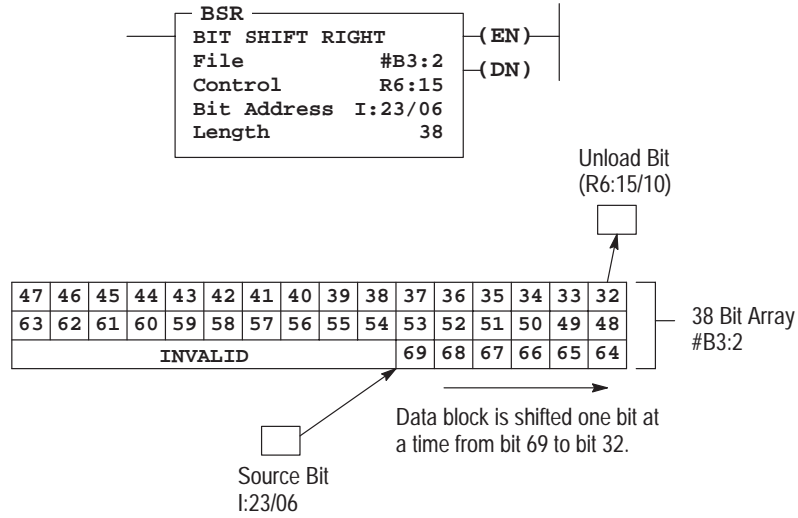 BSR
BIT SHIFT RIGHT
File #B3:2
Control R6:15
Bit Address I:23/06
Length 38
(EN)
(DN)
Unload Bit
(R6:15/10)
47 46 45 44 43 42 41 40 39 38 37 36 35 34 33 32
63 62 61 60 59 58 57 56 55 54 53 52 51 50 49 48
INVALID 69 68 67 66 65 64
38 Bit Array
#B3:2
Data block is shifted one bit at
a time from bit 69 to bit 32.
Source Bit
I:23/06